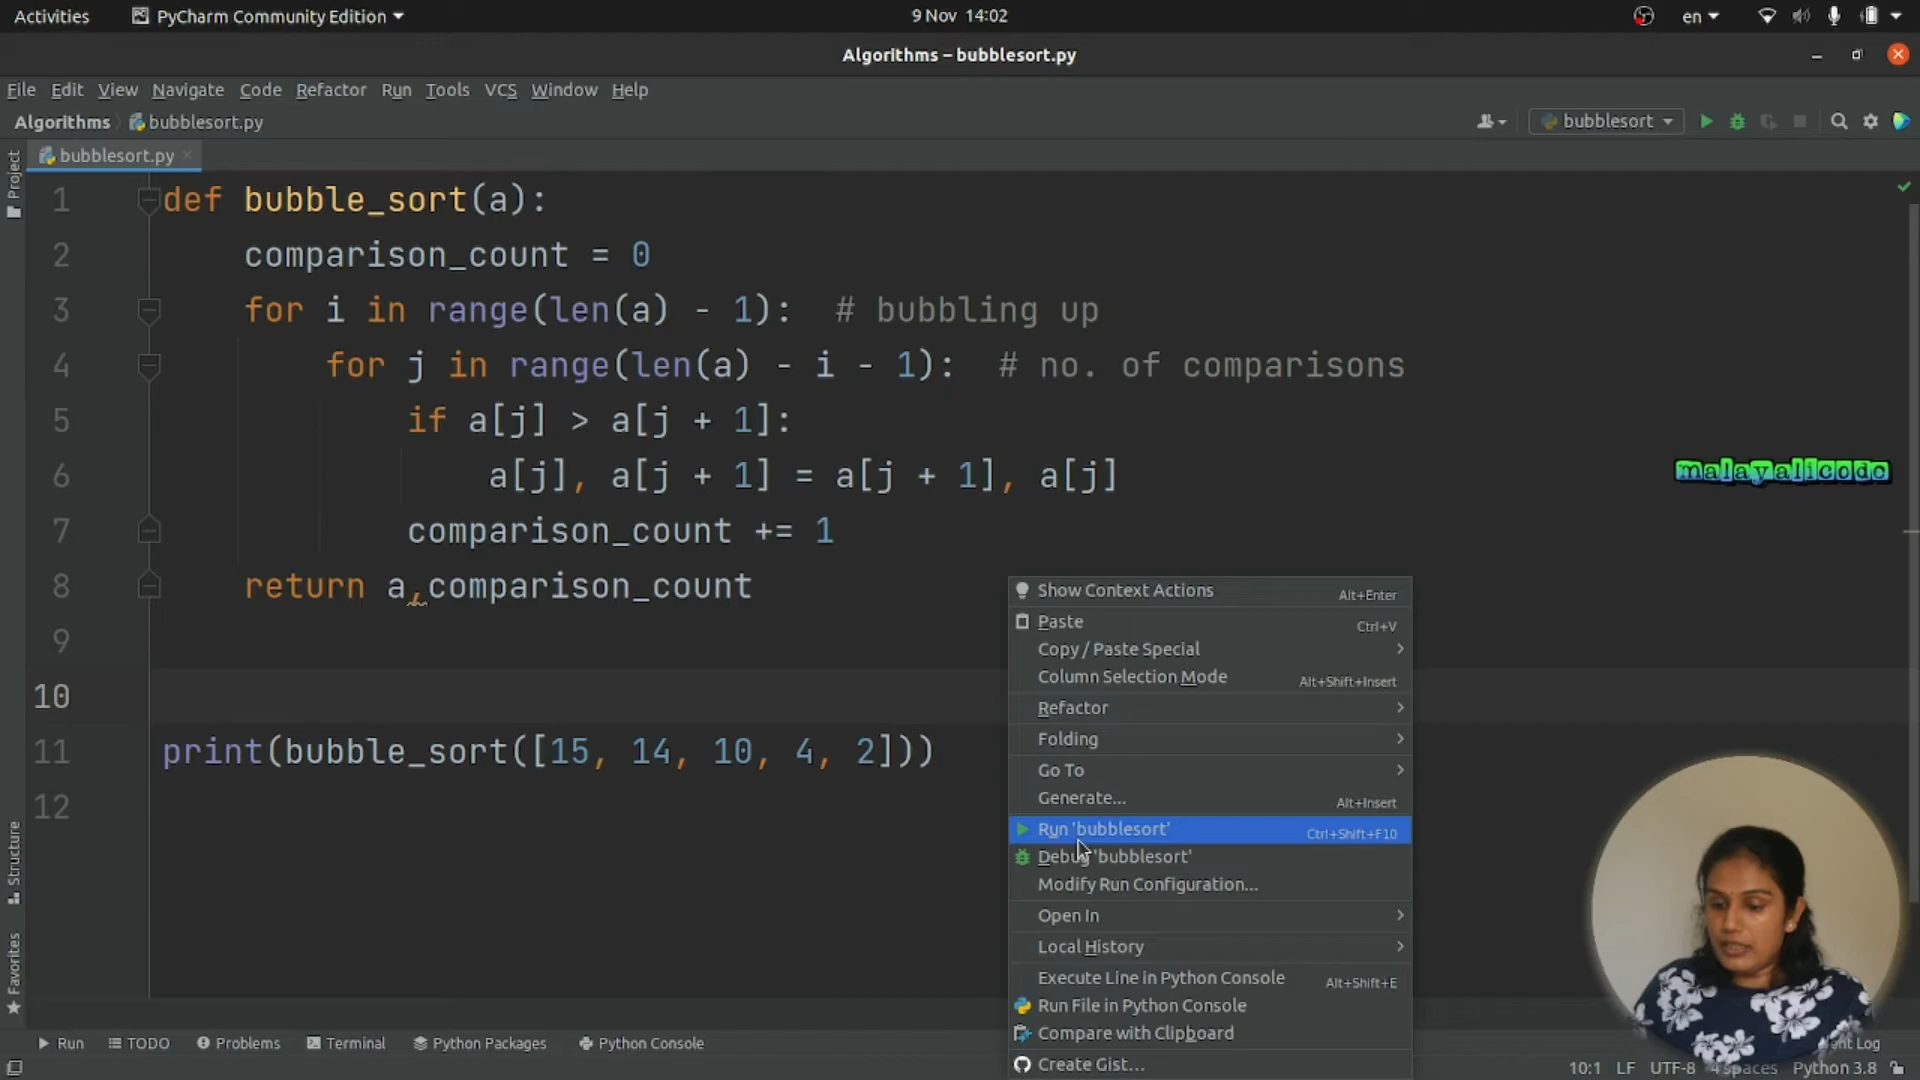 Activities PyCharm Community Edition 9 Nov 14:02 en
Algorithms – bubblesort.py
File Edit View Navigate Code Refactor Run Tools VCS Window Help
Algorithms bubblesort.py bubblesort
bubblesort.py
Project
1 def bubble_sort(a):
2 comparison_count = 0
3 for i in range(len(a) - 1): # bubbling up
4 for j in range(len(a) - i - 1): # no. of comparisons
5 if a[j] > a[j + 1]:
6 a[j], a[j + 1] = a[j + 1], a[j]
malayalicode
7 comparison_count += 1
8 return a,comparison_count
9
10
11 print(bubble_sort([15, 14, 10, 4, 2]))
12
Show Context Actions Alt+Enter
Paste Ctrl+V
Copy / Paste Special
Column Selection Mode Alt+Shift+Insert
Refactor
Folding
Go To
Generate... Alt+Insert
Run 'bubblesort' Ctrl+Shift+F10
Debug 'bubblesort'
Modify Run Configuration...
Open In
Local History
Execute Line in Python Console Alt+Shift+E
Run File in Python Console
Compare with Clipboard
Create Gist...
Structure
Favorites
Run TODO Problems Terminal Python Packages Python Console Log
10:1 LF UTF-8 4 spaces Python 3.8